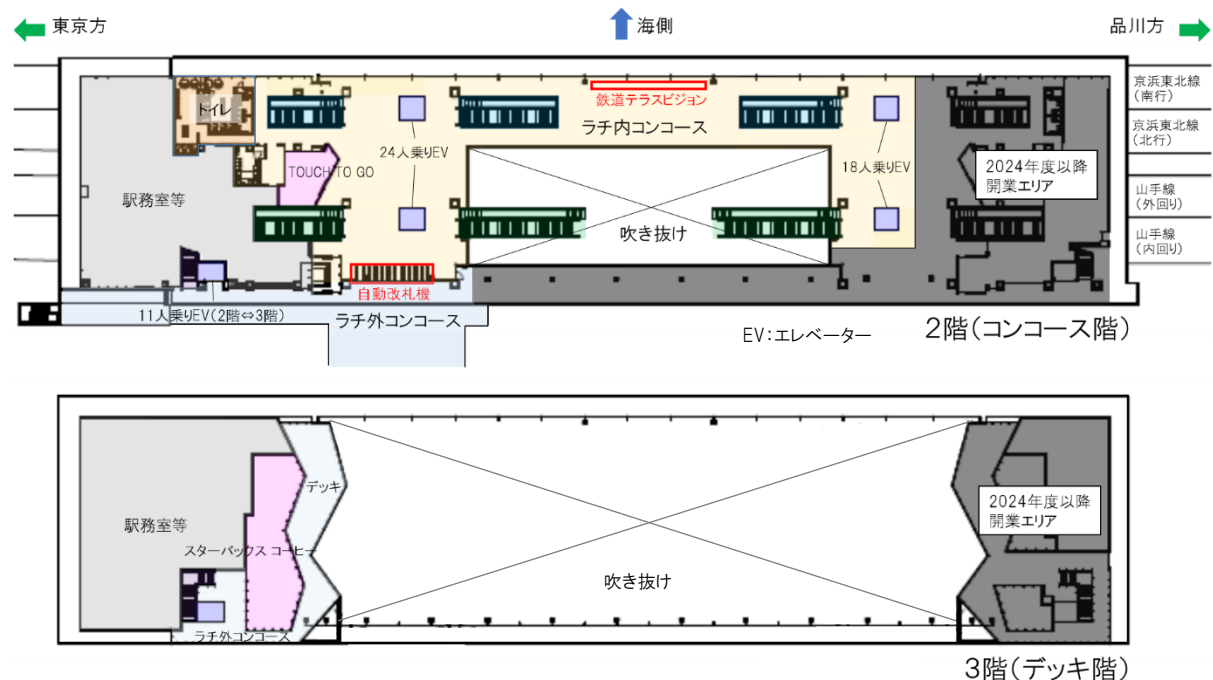 東京方
海側
品川方
京浜東北線
(南行)
鉄道テラスビジョン
トイレ
ラチ内コンコース
京浜東北線
(北行)
24人乗りEV
18人乗りEV
2024年度以降
開業エリア
TOUCH TO GO
駅務室等
山手線
(外回り)
吹き抜け
山手線
(内回り)
自動改札機
11人乗りEV(2階⇔3階)
ラチ外コンコース
EV:エレベーター
2階(コンコース階)
デッキ
2024年度以降
開業エリア
駅務室等
スターバックス コーヒー
吹き抜け
ラチ外コンコース
3階(デッキ階)